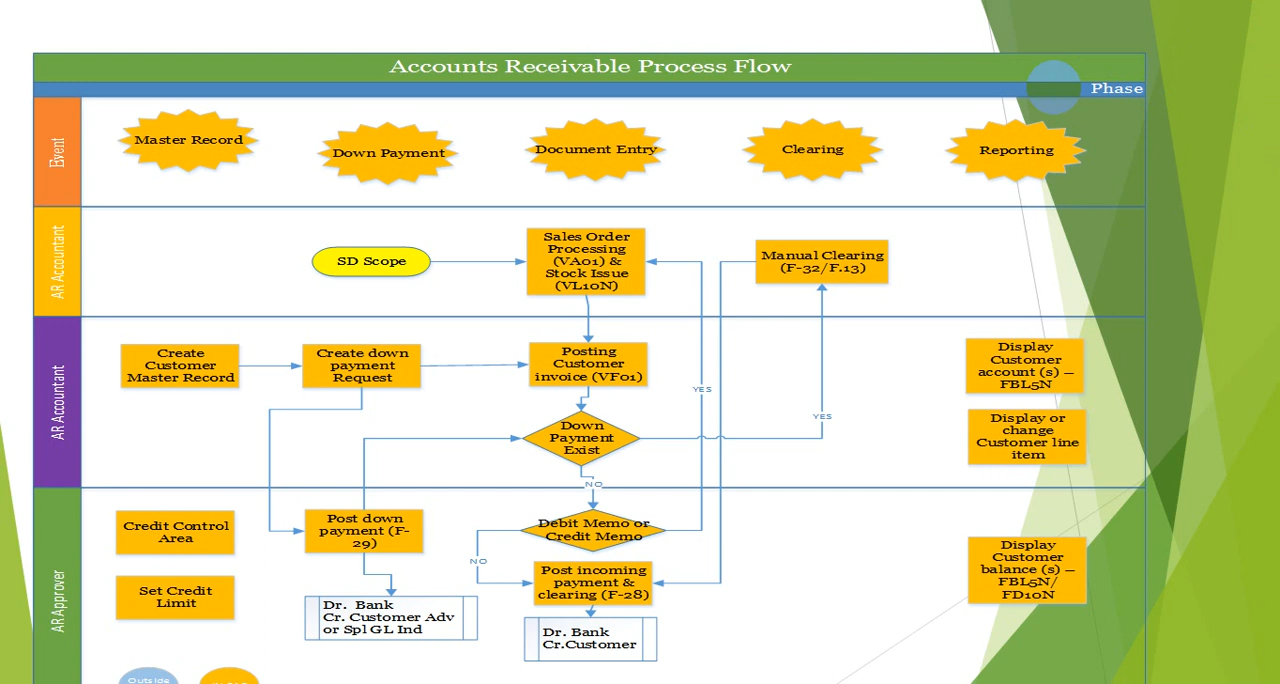 Accounts Receivable Process Flow
Phase
Event
Master Record
Down Payment
Document Entry
Clearing
Reporting
AR Accountant
SD Scope
Sales Order
Processing
(VA01) &
Stock Issue
(VL10N)
Manual Clearing
(F-32/F.13)
AR Accountant
Create
Customer
Master Record
Create down
payment
Request
Posting
Customer
invoice (VF01)
Display
Customer
account (s) –
FBL5N
YES
YES
Down
Payment
Exist
Display or
change
Customer line
item
NO
AR Approver
Credit Control
Area
Post down
payment (F-
29)
Debit Memo or
Credit Memo
NO
Display
Customer
balance (s) –
FBL5N/
FD10N
Set Credit
Limit
Post incoming
payment &
clearing (F-28)
Dr. Bank
Cr. Customer Adv
or Spl GL Ind
Dr. Bank
Cr.Customer
Outside